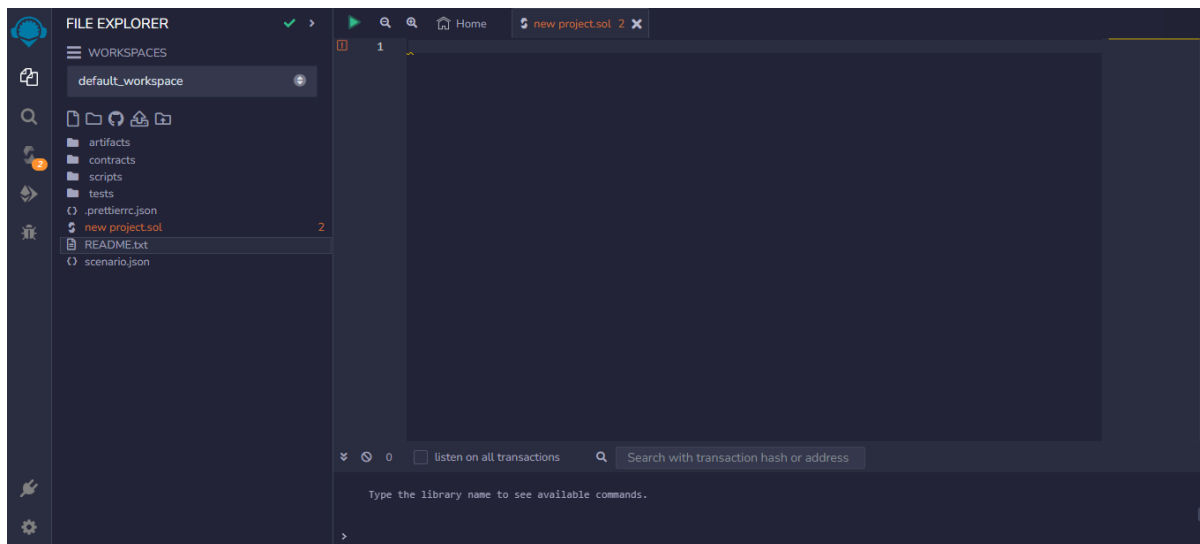 FILE EXPLORER
WORKSPACES
default_workspace
artifacts
contracts
scripts
tests
.prettierrc.json
new project.sol 2
README.txt
scenario.json
2
Home
new project.sol 2
1
0
listen on all transactions
Search with transaction hash or address
Type the library name to see available commands.
>